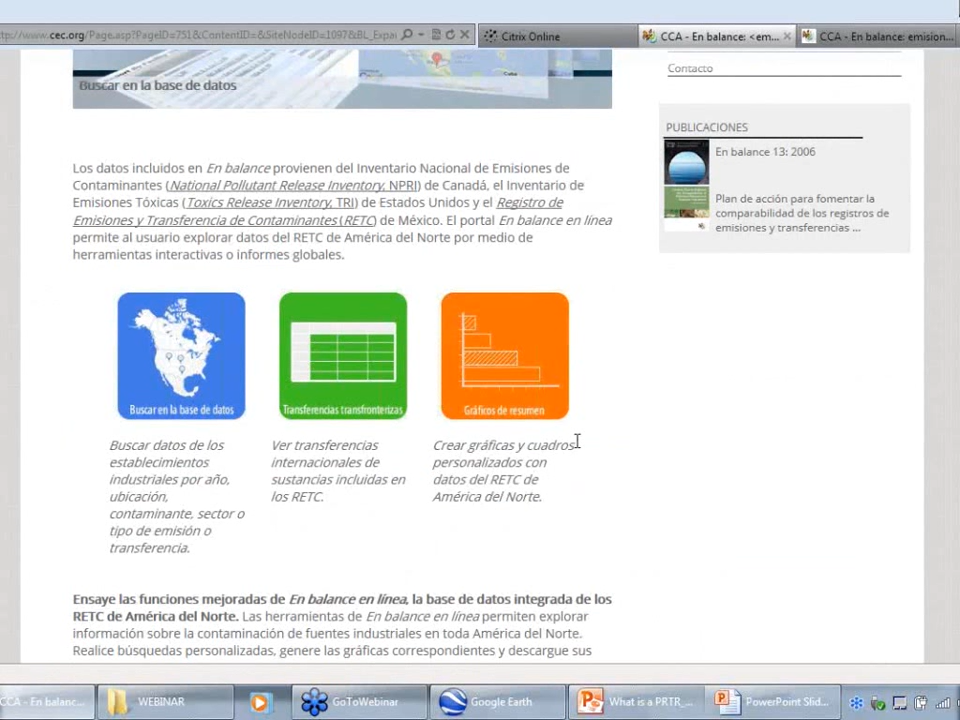 ttp://www.cec.org/Page.asp?PageID=751&ContentID=&SiteNodeID=1097&BL_Expa
Citrix Online
CCA - En balance: <em...
CCA - En balance: emision...
Buscar en la base de datos
Contacto
PUBLICACIONES
En balance 13: 2006
Plan de acción para fomentar la
comparabilidad de los registros de
emisiones y transferencias ...
Los datos incluidos en En balance provienen del Inventario Nacional de Emisiones de
Contaminantes (National Pollutant Release Inventory, NPRI) de Canadá, el Inventario de
Emisiones Tóxicas (Toxics Release Inventory, TRI) de Estados Unidos y el Registro de
Emisiones y Transferencia de Contaminantes (RETC) de México. El portal En balance en línea
permite al usuario explorar datos del RETC de América del Norte por medio de
herramientas interactivas o informes globales.
Buscar en la base de datos
Transferencias transfronterizas
Gráficos de resumen
Buscar datos de los
establecimientos
industriales por año,
ubicación,
contaminante, sector o
tipo de emisión o
transferencia.
Ver transferencias
internacionales de
sustancias incluidas en
los RETC.
Crear gráficas y cuadros
personalizados con
datos del RETC de
América del Norte.
Ensaye las funciones mejoradas de En balance en línea, la base de datos integrada de los
RETC de América del Norte. Las herramientas de En balance en línea permiten explorar
información sobre la contaminación de fuentes industriales en toda América del Norte.
Realice búsquedas personalizadas, genere las gráficas correspondientes y descargue sus
CCA - En balanc...
WEBINAR
GoToWebinar
Google Earth
What is a PRTR_...
PowerPoint Slid...